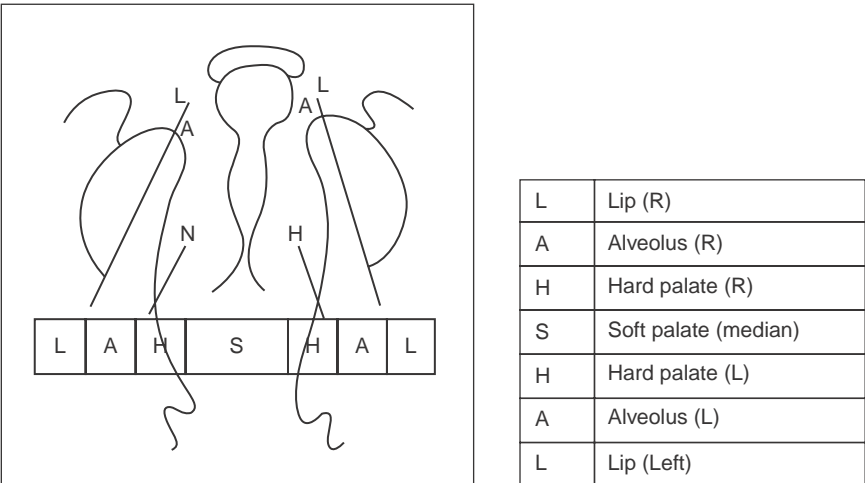 L
L
A
A
N
H
L A H S H A L
L Lip (R)
A Alveolus (R)
H Hard palate (R)
S Soft palate (median)
H Hard palate (L)
A Alveolus (L)
L Lip (Left)